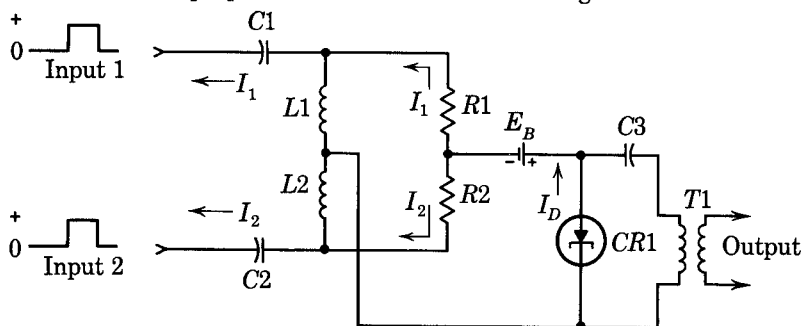 +
0
Input 1
C1
I₁
L1
I₁
R1
E_B
- +
C3
L2
I₂
R2
I_D
T1
+
0
I₂
Input 2
C2
CR1
Output